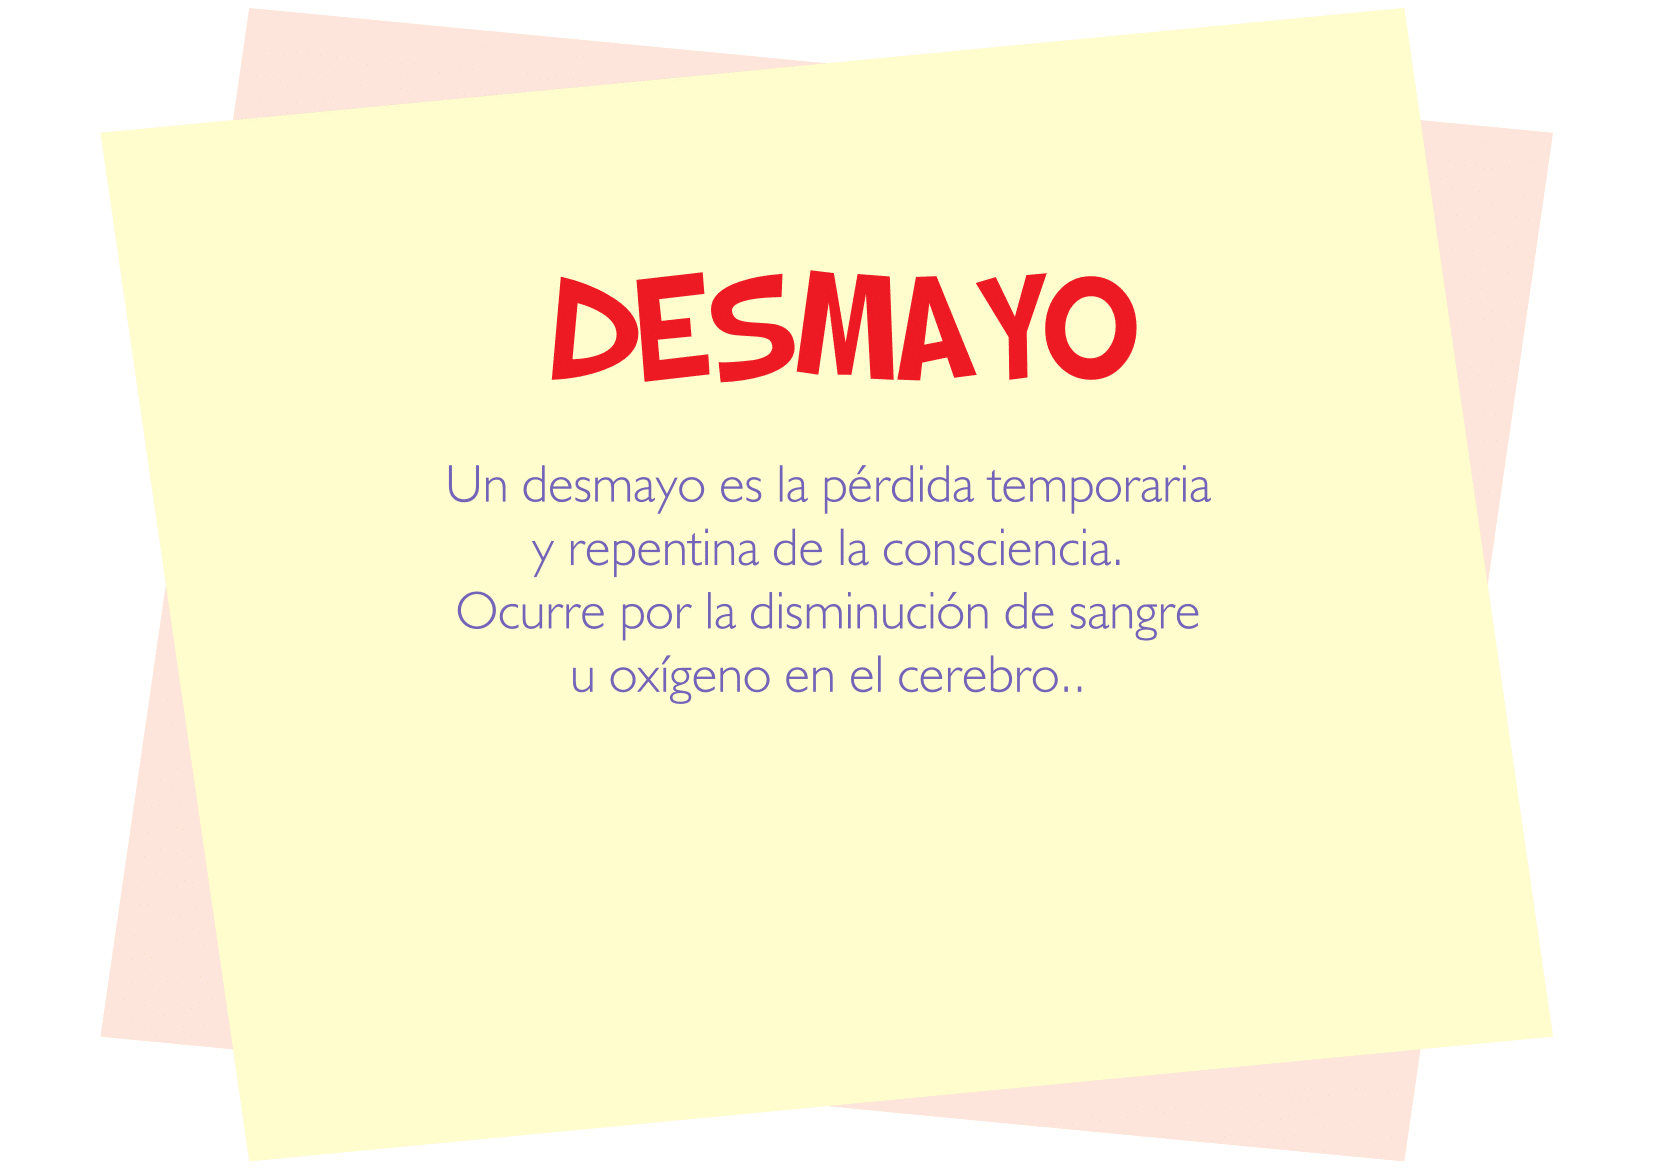 DESMAYO
Un desmayo es la pérdida temporaria
y repentina de la consciencia.
Ocurre por la disminución de sangre
u oxígeno en el cerebro..